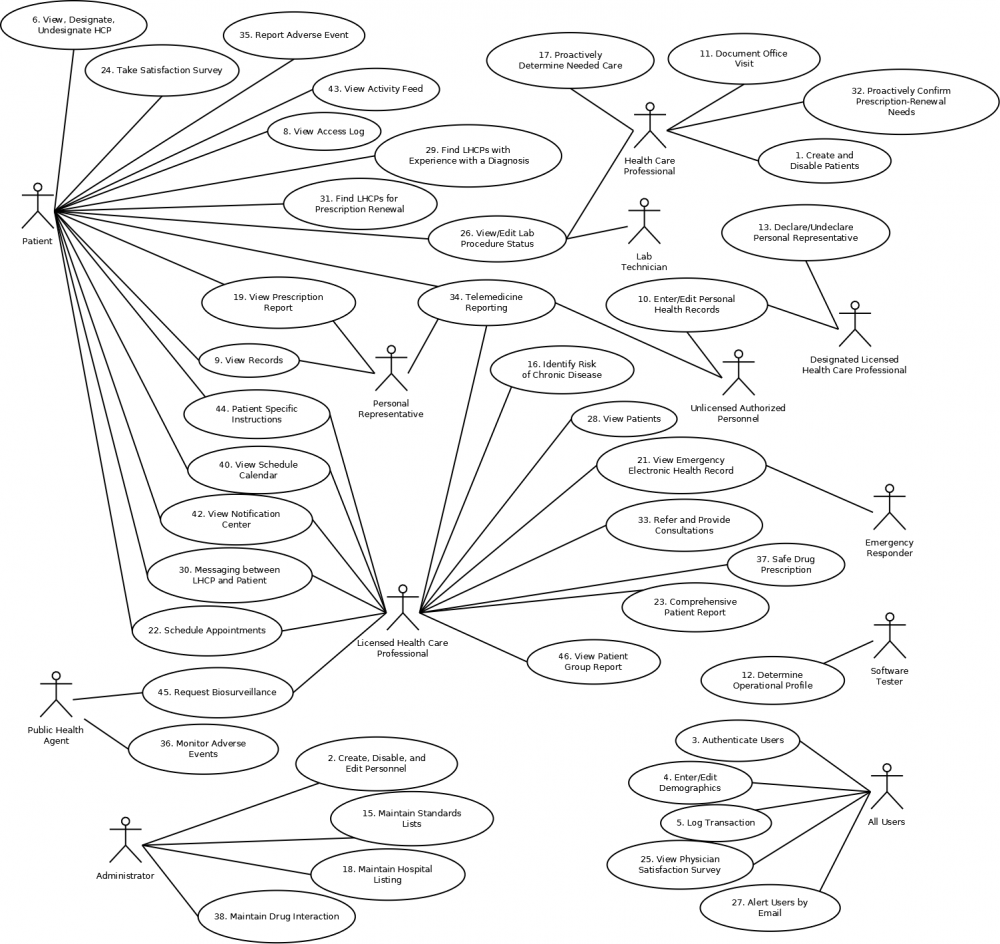 6. View, Designate,
Undesignate HCP
35. Report Adverse Event
24. Take Satisfaction Survey
43. View Activity Feed
8. View Access Log
29. Find LHCPs with
Experience with a Diagnosis
31. Find LHCPs for
Prescription Renewal
26. View/Edit Lab
Procedure Status
17. Proactively
Determine Needed Care
11. Document Office
Visit
32. Proactively Confirm
Prescription-Renewal
Needs
1. Create and
Disable Patients
Health Care
Professional
Lab
Technician
13. Declare/Undeclare
Personal Representative
Patient
19. View Prescription
Report
34. Telemedicine
Reporting
10. Enter/Edit Personal
Health Records
Designated Licensed
Health Care Professional
9. View Records
Personal
Representative
16. Identify Risk
of Chronic Disease
Unlicensed Authorized
Personnel
44. Patient Specific
Instructions
28. View Patients
40. View Schedule
Calendar
21. View Emergency
Electronic Health Record
42. View Notification
Center
33. Refer and Provide
Consultations
Emergency
Responder
30. Messaging between
LHCP and Patient
37. Safe Drug
Prescription
23. Comprehensive
Patient Report
22. Schedule Appointments
Licensed Health Care
Professional
46. View Patient
Group Report
12. Determine
Operational Profile
Software
Tester
45. Request Biosurveillance
Public Health
Agent
36. Monitor Adverse
Events
2. Create, Disable, and
Edit Personnel
15. Maintain Standards
Lists
18. Maintain Hospital
Listing
38. Maintain Drug Interaction
Administrator
3. Authenticate Users
4. Enter/Edit
Demographics
5. Log Transaction
25. View Physician
Satisfaction Survey
27. Alert Users by
Email
All Users